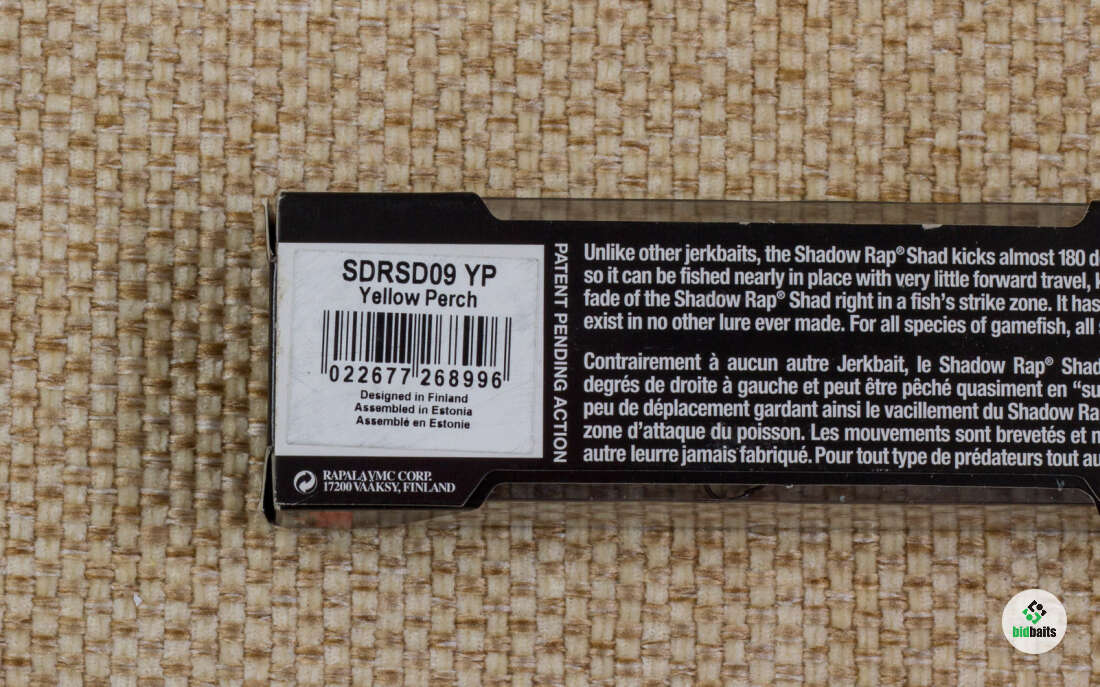 SDRSD09 YP
Yellow Perch
022677 268996
Designed in Finland
Assembled in Estonia
Assemblé en Estonie
RAPALA VMC CORP.
17200 VÄÄKSY, FINLAND
PATENT PENDING ACTION
Unlike other jerkbaits, the Shadow Rap® Shad kicks almost 180 d
so it can be fished nearly in place with very little forward travel, k
fade of the Shadow Rap® Shad right in a fish's strike zone. It has
exist in no other lure ever made. For all species of gamefish, all s
Contrairement à aucun autre Jerkbait, le Shadow Rap® Shad
degrés de droite à gauche et peut être pêché quasiment en “su
peu de déplacement gardant ainsi le vacillement du Shadow Ra
zone d'attaque du poisson. Les mouvements sont brevetés et n
autre leurre jamais fabriqué. Pour tout type de prédateurs tout au
bidbaits